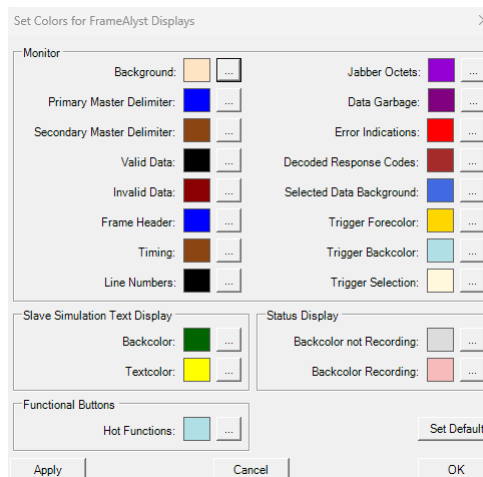 Set Colors for FrameAlyst Displays
Monitor
Background: ...
Jabber Octets: ...
Primary Master Delimiter: ...
Data Garbage: ...
Secondary Master Delimiter: ...
Error Indications: ...
Valid Data: ...
Decoded Response Codes: ...
Invalid Data: ...
Selected Data Background: ...
Frame Header: ...
Trigger Forecolor: ...
Timing: ...
Trigger Backcolor: ...
Line Numbers: ...
Trigger Selection: ...
Slave Simulation Text Display
Backcolor: ...
Textcolor: ...
Status Display
Backcolor not Recording: ...
Backcolor Recording: ...
Functional Buttons
Hot Functions: ...
Set Default
Apply
Cancel
OK